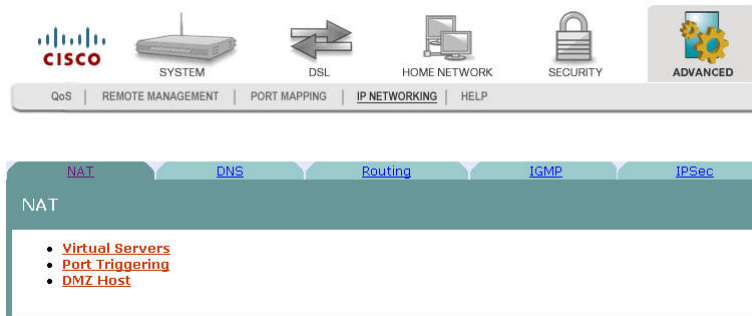 CISCO
SYSTEM
DSL
HOME NETWORK
SECURITY
ADVANCED
QoS | REMOTE MANAGEMENT | PORT MAPPING | IP NETWORKING | HELP
NAT
DNS
Routing
IGMP
IPSec
NAT
Virtual Servers
Port Triggering
DMZ Host